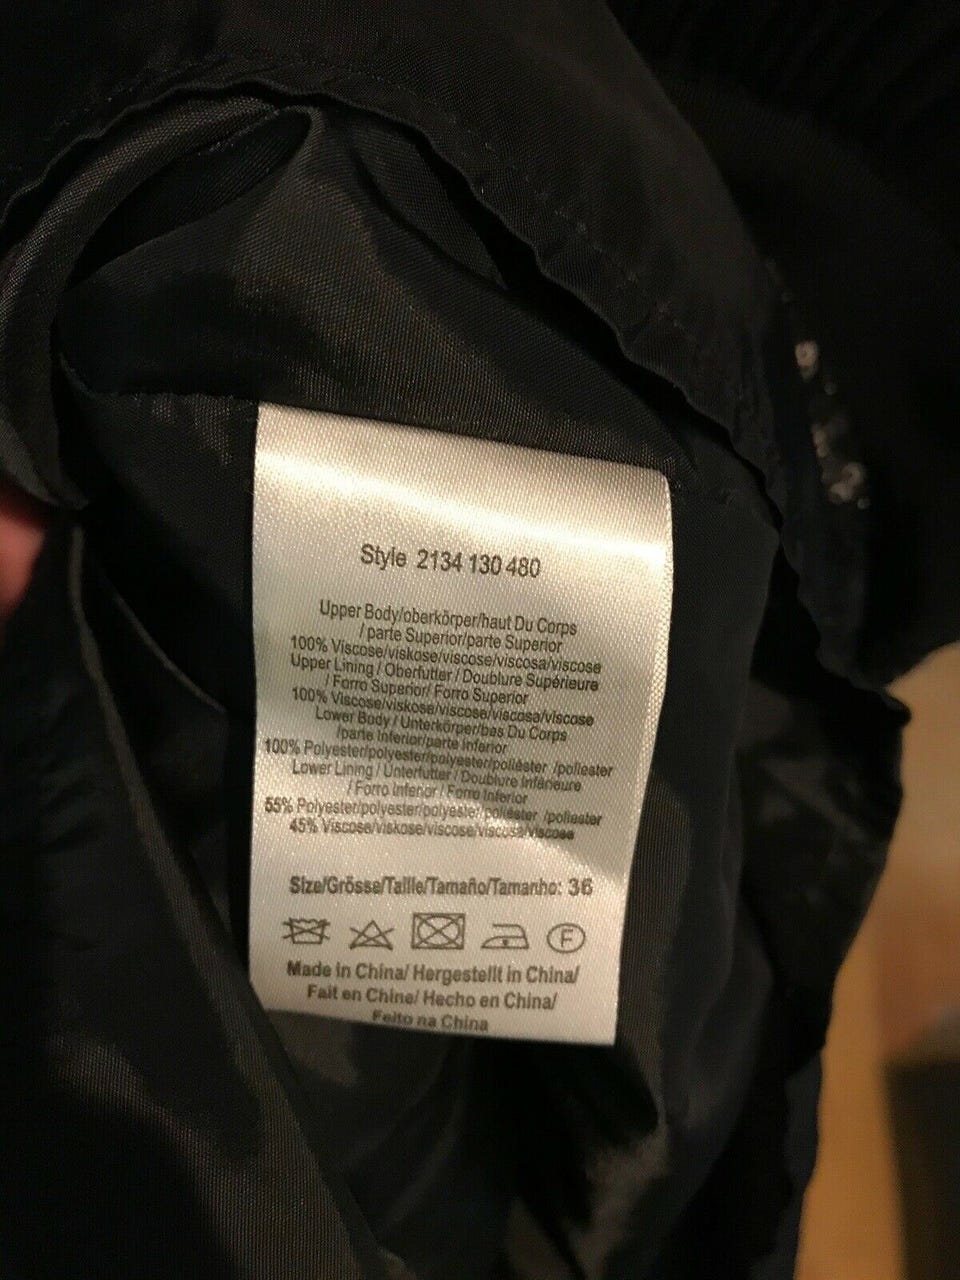 Style 2134 130 480
Upper Body/oberkörper/haut Du Corps
/ parte Superior/parte Superior
100% Viscose/viskose/viscose/viscosa/viscose
Upper Lining / Oberfutter / Doublure Supérieure
/ Forro Superior/ Forro Superior
100% Viscose/viskose/viscose/viscosa/viscose
Lower Body / Unterkörper/bas Du Corps
/parte Inferior/parte Inferior
100% Polyester/polyester/polyester/poliéster /poliester
Lower Lining / Unterfutter / Doublure Inférieure
/ Forro Inferior / Forro Inferior
55% Polyester/polyester/polyester/poliéster /poliester
45% Viscose/viskose/viscose/viscosa/viscose
Size/Grösse/Taille/Tamaño/Tamanho: 36
F
Made in China/ Hergestellt in China/
Fait en Chine/ Hecho en China/
Feito na China